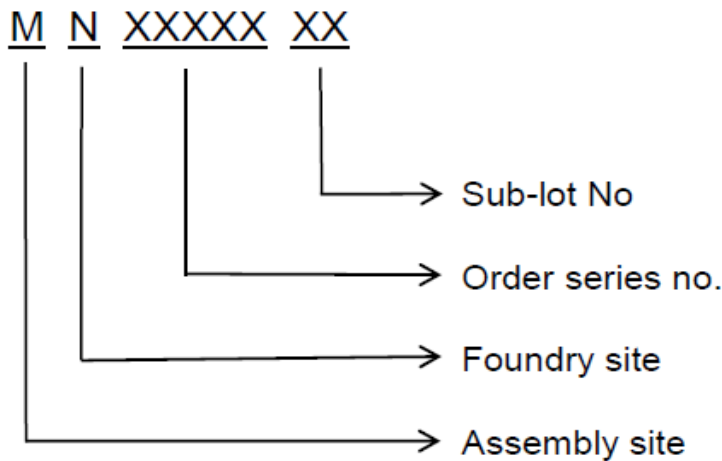 M N XXXXX XX
Sub-lot No
Order series no.
Foundry site
Assembly site